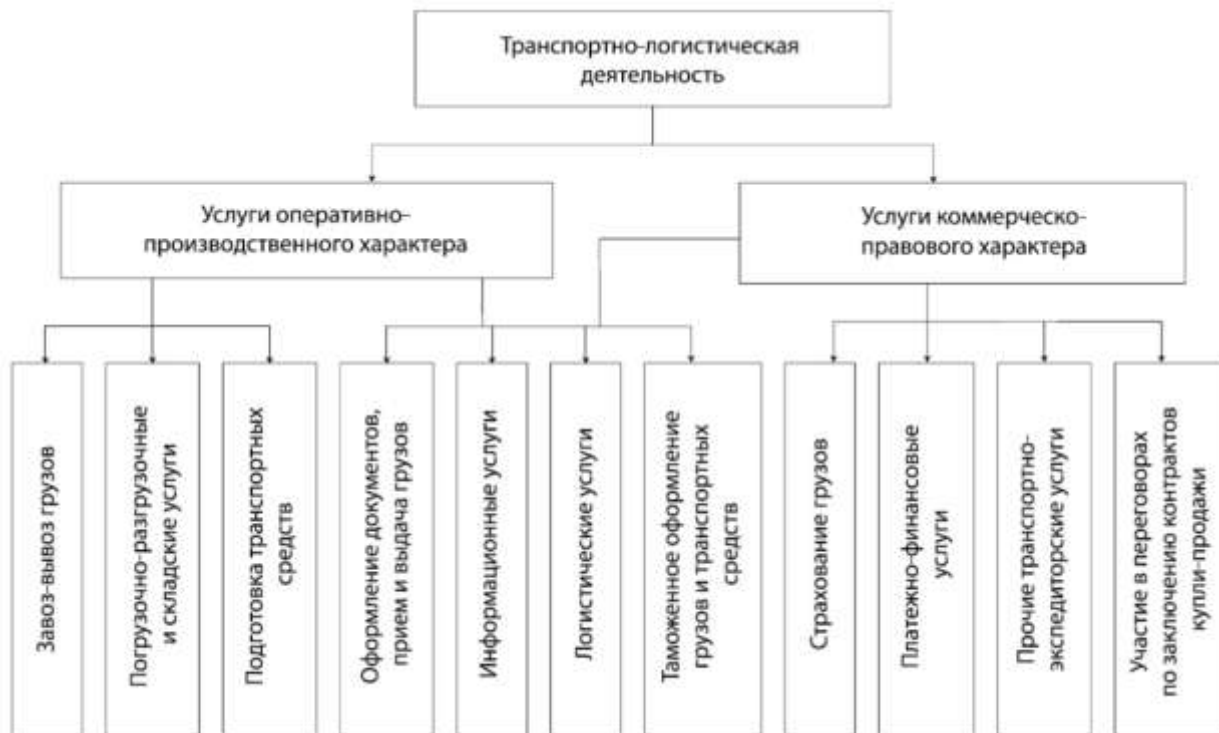 Транспортно-логистическая
деятельность
Услуги оперативно-
производственного характера
Услуги коммерческо-
правового характера
Завоз-вывоз грузов
Погрузочно-разгрузочные
и складские услуги
Подготовка транспортных
средств
Оформление документов,
прием и выдача грузов
Информационные услуги
Логистические услуги
Таможенное оформление
грузов и транспортных
средств
Страхование грузов
Платежно-финансовые
услуги
Прочие транспортно-
экспедиторские услуги
Участие в переговорах
по заключению контрактов
купли-продажи